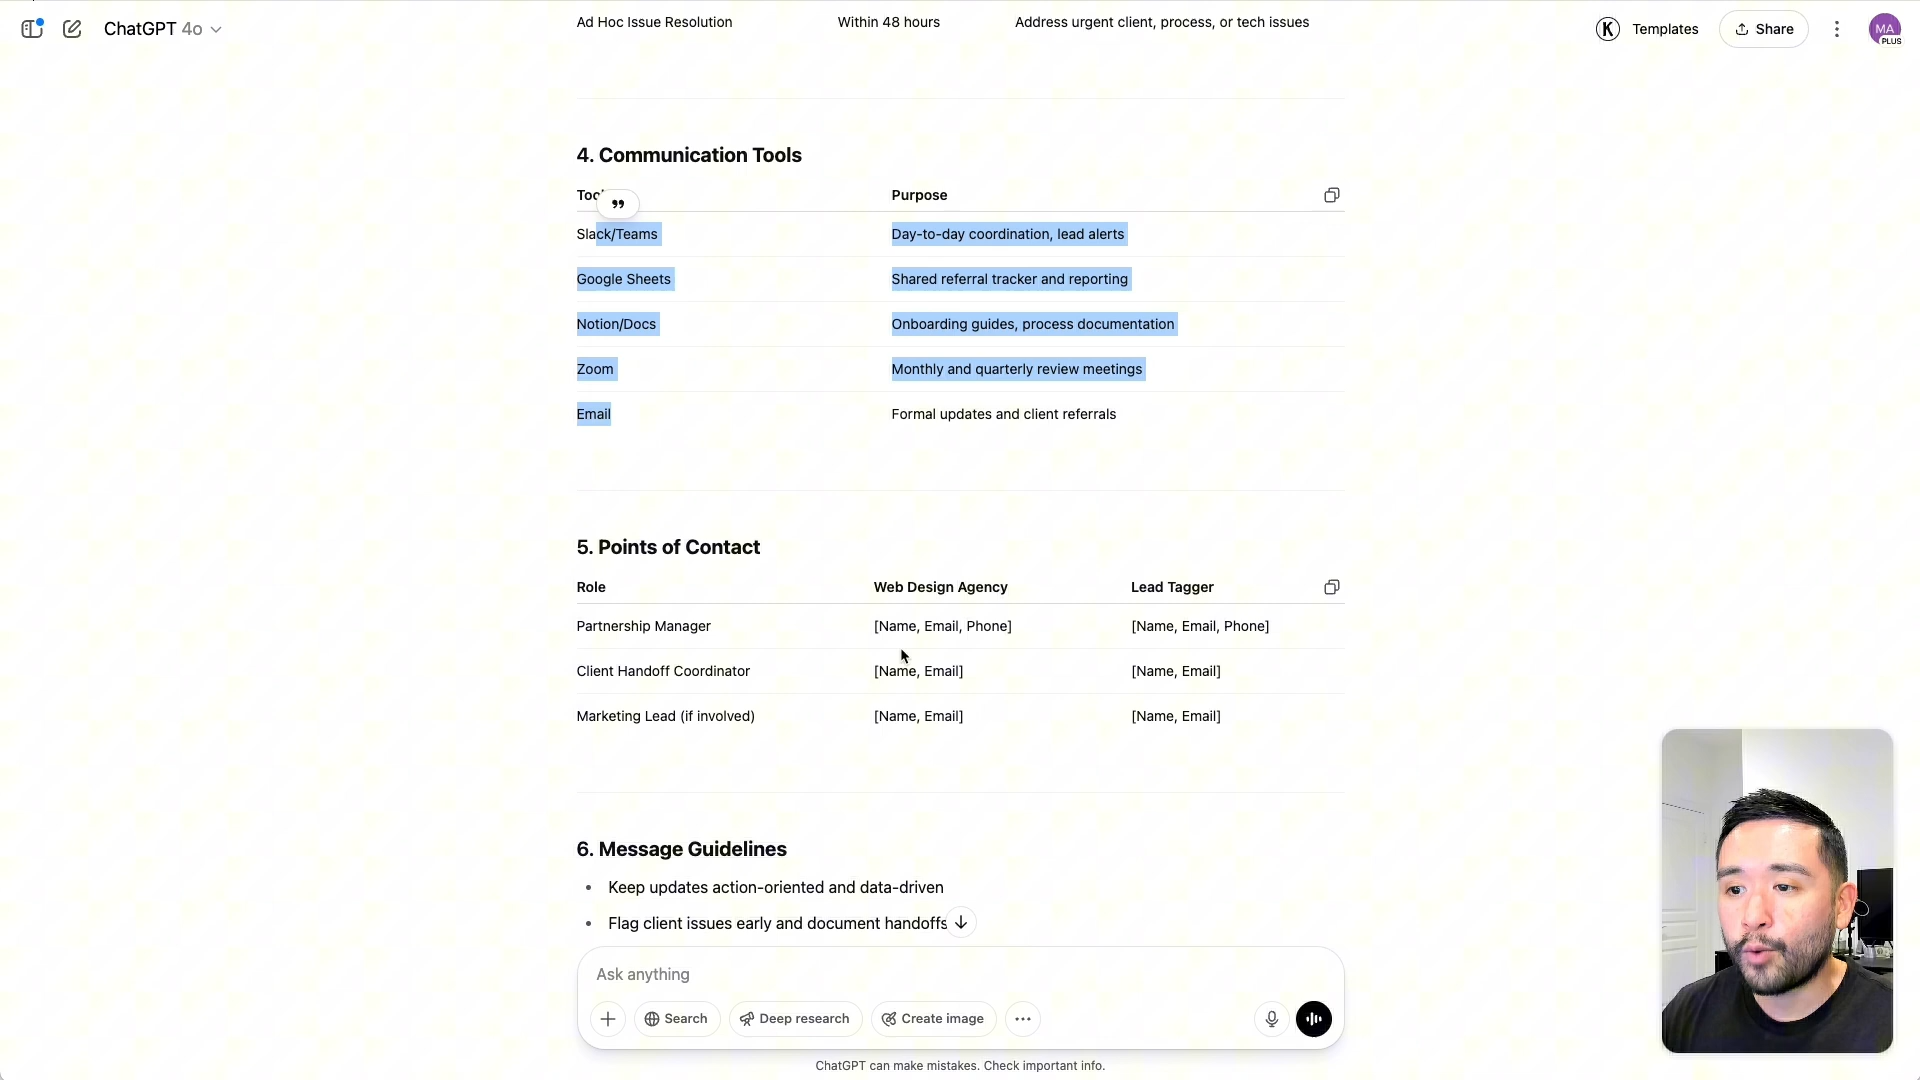 ChatGPT 4o
Ad Hoc Issue Resolution Within 48 hours Address urgent client, process, or tech issues
Templates
Share
MA
PLUS
4. Communication Tools
Purpose
Slack/Teams Day-to-day coordination, lead alerts
Google Sheets Shared referral tracker and reporting
Notion/Docs Onboarding guides, process documentation
Zoom Monthly and quarterly review meetings
Email Formal updates and client referrals
5. Points of Contact
Role Web Design Agency Lead Tagger
Partnership Manager [Name, Email, Phone] [Name, Email, Phone]
Client Handoff Coordinator [Name, Email] [Name, Email]
Marketing Lead (if involved) [Name, Email] [Name, Email]
6. Message Guidelines
• Keep updates action-oriented and data-driven
• Flag client issues early and document handoffs
Ask anything
Search Deep research Create image
ChatGPT can make mistakes. Check important info.